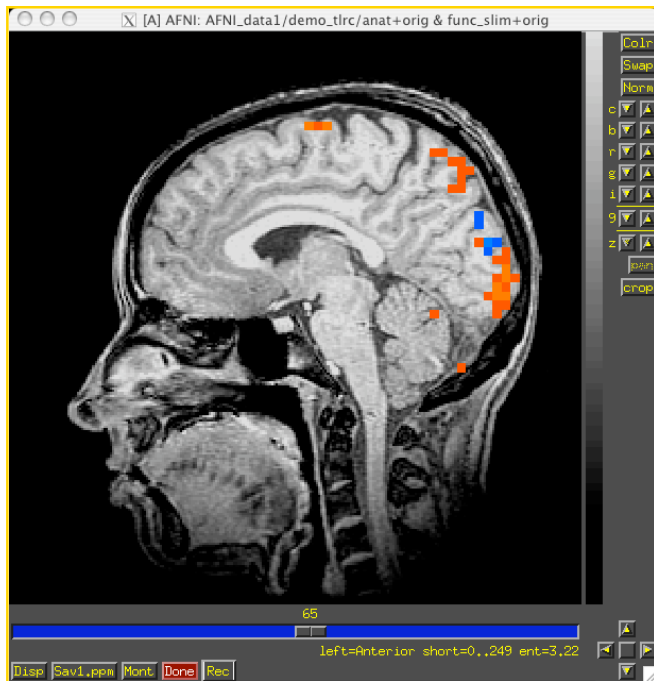 X [A] AFNI: AFNI_data1/demo_tlrc/anat+orig & func_slim+orig
Colr
Swap
Norm
c
b
r
g
i
9
z
pan
crop
65
left=Anterior short=0..249 ent=3.22
Disp Sav1.ppm Mont Done Rec